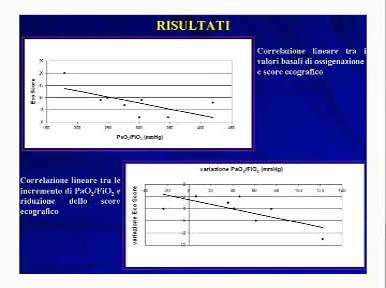 RISULTATI
Correlazione lineare tra i
valori basali di ossigenazione
e score ecografico
Eco Score
PaO₂/FiO₂ (mmHg)
Correlazione lineare tra le
incremento di PaO₂/FiO₂ e
riduzione dello score
ecografico
variazione PaO₂/FiO₂ (mmHg)
variazione Eco Score